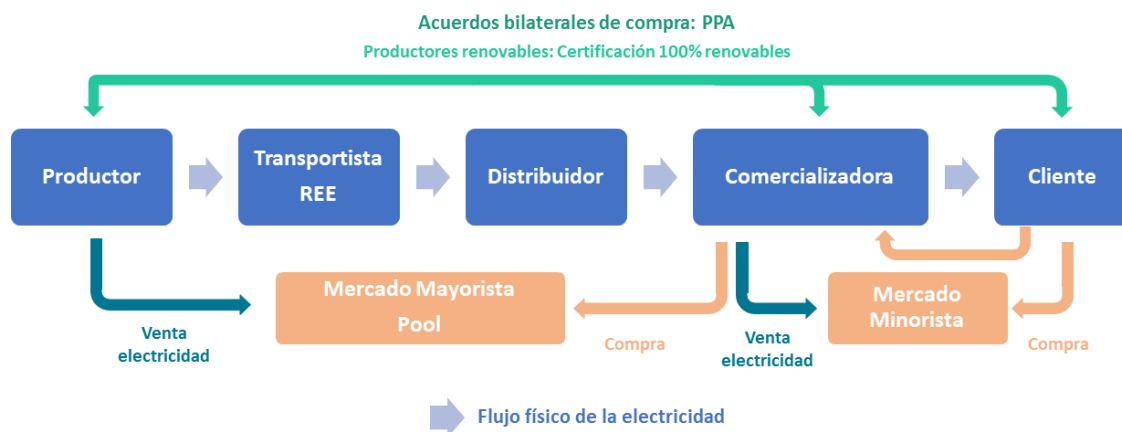 Acuerdos bilaterales de compra: PPA
Productores renovables: Certificación 100% renovables
Productor
Transportista
REE
Distribuidor
Comercializadora
Cliente
Mercado Mayorista
Pool
Mercado
Minorista
Venta
electricidad
Compra
Venta
electricidad
Compra
Flujo físico de la electricidad